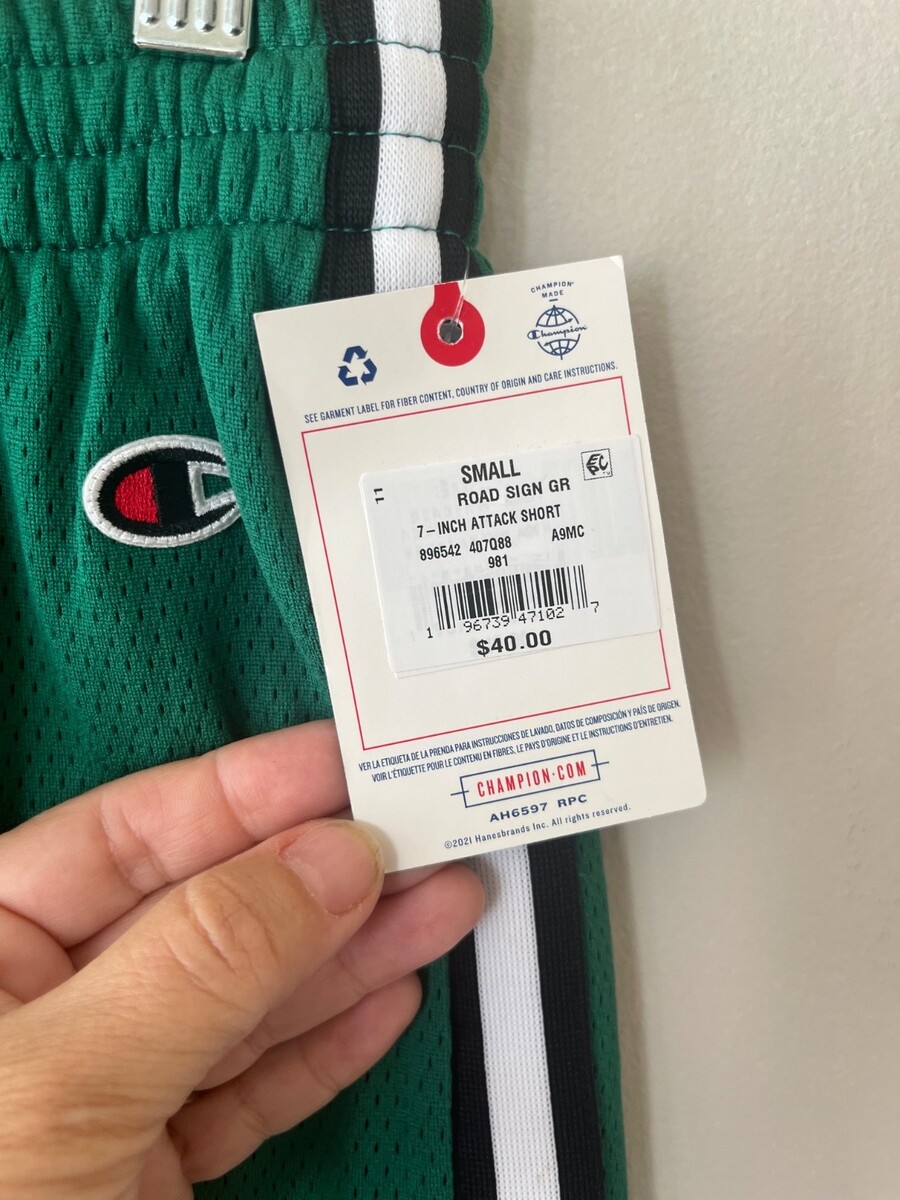 CHAMPION
MADE
Champion
SEE GARMENT LABEL FOR FIBER CONTENT, COUNTRY OF ORIGIN AND CARE INSTRUCTIONS.
11
SMALL
ROAD SIGN GR
7-INCH ATTACK SHORT
896542 407Q88 A9MC
981
1 96739 47102 7
$40.00
VER LA ETIQUETA DE LA PRENDA PARA INSTRUCCIONES DE LAVADO, DATOS DE COMPOSICIÓN Y PAÍS DE ORIGEN.
VOIR L'ÉTIQUETTE POUR LE CONTENU EN FIBRES, LE PAYS D'ORIGINE ET LE INSTRUCTIONS D'ENTRETIEN.
CHAMPION·COM
AH6597 RPC
©2021 Hanesbrands Inc. All rights reserved.